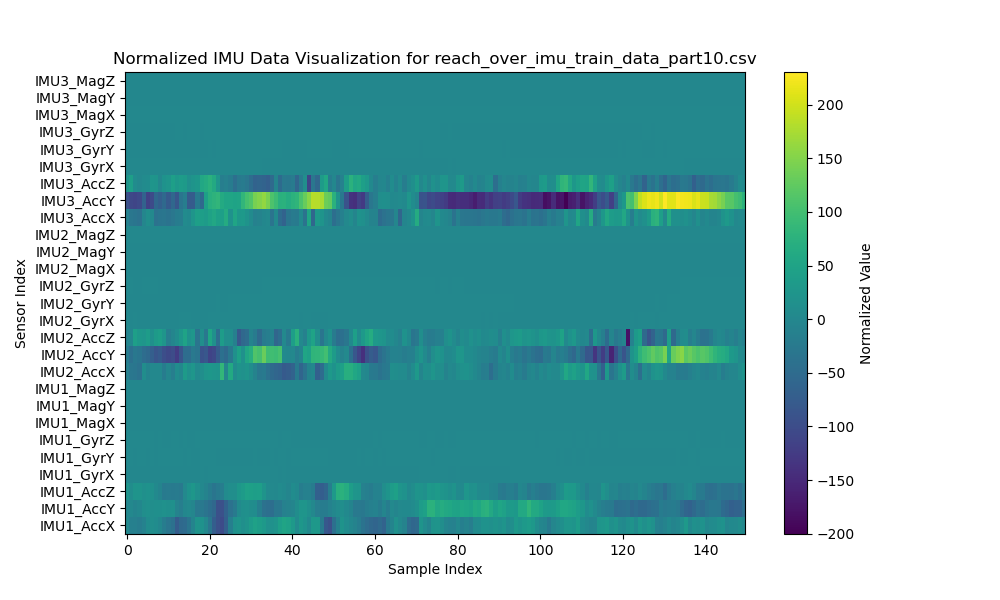 Normalized IMU Data Visualization for reach_over_imu_train_data_part10.csv
IMU3_MagZ
IMU3_MagY
IMU3_MagX
IMU3_GyrZ
IMU3_GyrY
IMU3_GyrX
IMU3_AccZ
IMU3_AccY
IMU3_AccX
IMU2_MagZ
IMU2_MagY
IMU2_MagX
IMU2_GyrZ
IMU2_GyrY
IMU2_GyrX
IMU2_AccZ
IMU2_AccY
IMU2_AccX
IMU1_MagZ
IMU1_MagY
IMU1_MagX
IMU1_GyrZ
IMU1_GyrY
IMU1_GyrX
IMU1_AccZ
IMU1_AccY
IMU1_AccX
Sensor Index
0 20 40 60 80 100 120 140
Sample Index
200
150
100
50
0
−50
−100
−150
−200
Normalized Value